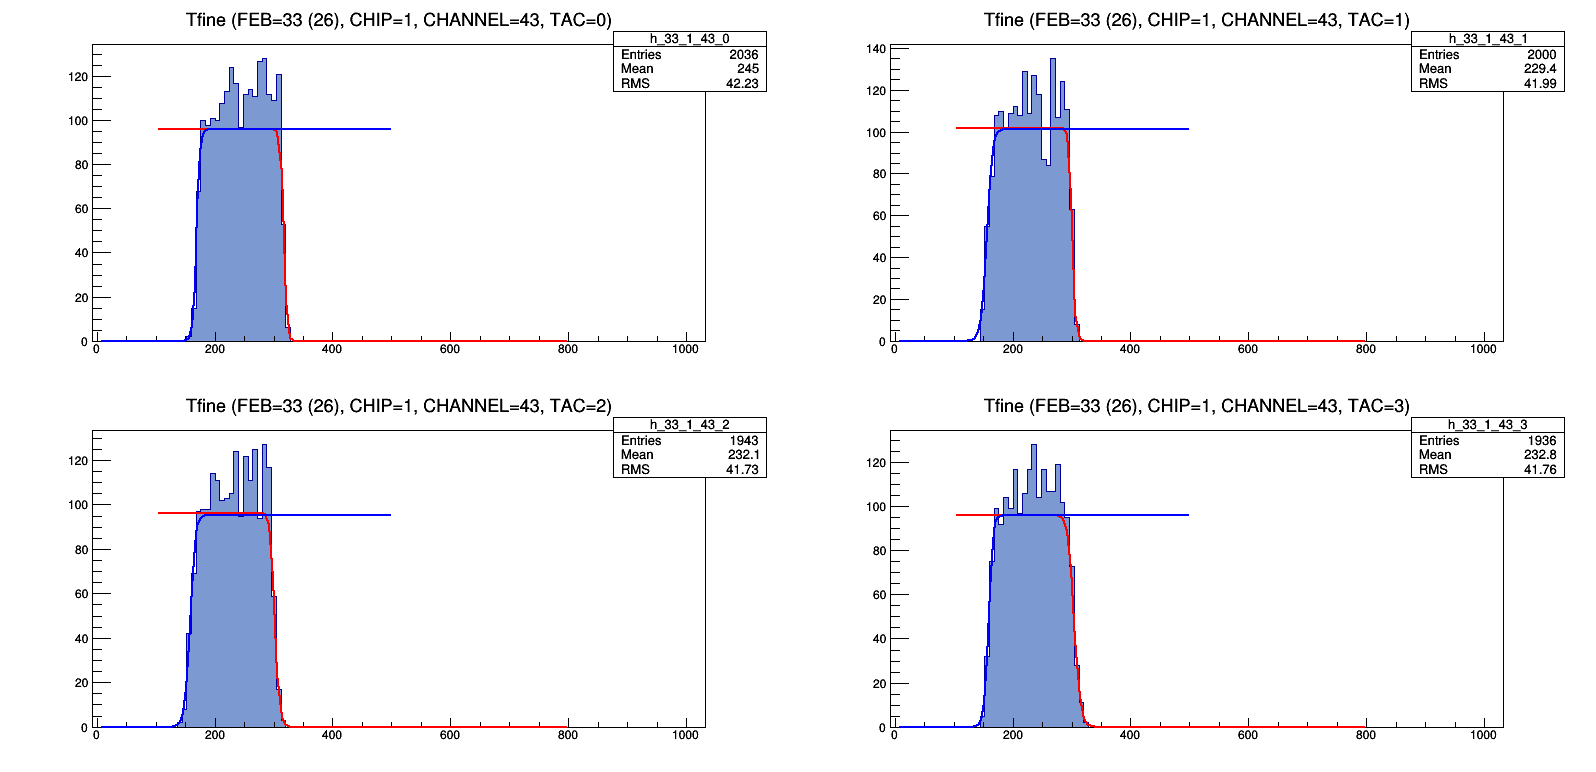 Tfine (FEB=33 (26), CHIP=1, CHANNEL=43, TAC=0)
h_33_1_43_0
Entries 2036
Mean 245
RMS 42.23
120
100
80
60
40
20
0
0 200 400 600 800 1000
Tfine (FEB=33 (26), CHIP=1, CHANNEL=43, TAC=1)
h_33_1_43_1
Entries 2000
Mean 229.4
RMS 41.99
140
120
100
80
60
40
20
0
0 200 400 600 800 1000
Tfine (FEB=33 (26), CHIP=1, CHANNEL=43, TAC=2)
h_33_1_43_2
Entries 1943
Mean 232.1
RMS 41.73
120
100
80
60
40
20
0
0 200 400 600 800 1000
Tfine (FEB=33 (26), CHIP=1, CHANNEL=43, TAC=3)
h_33_1_43_3
Entries 1936
Mean 232.8
RMS 41.76
120
100
80
60
40
20
0
0 200 400 600 800 1000